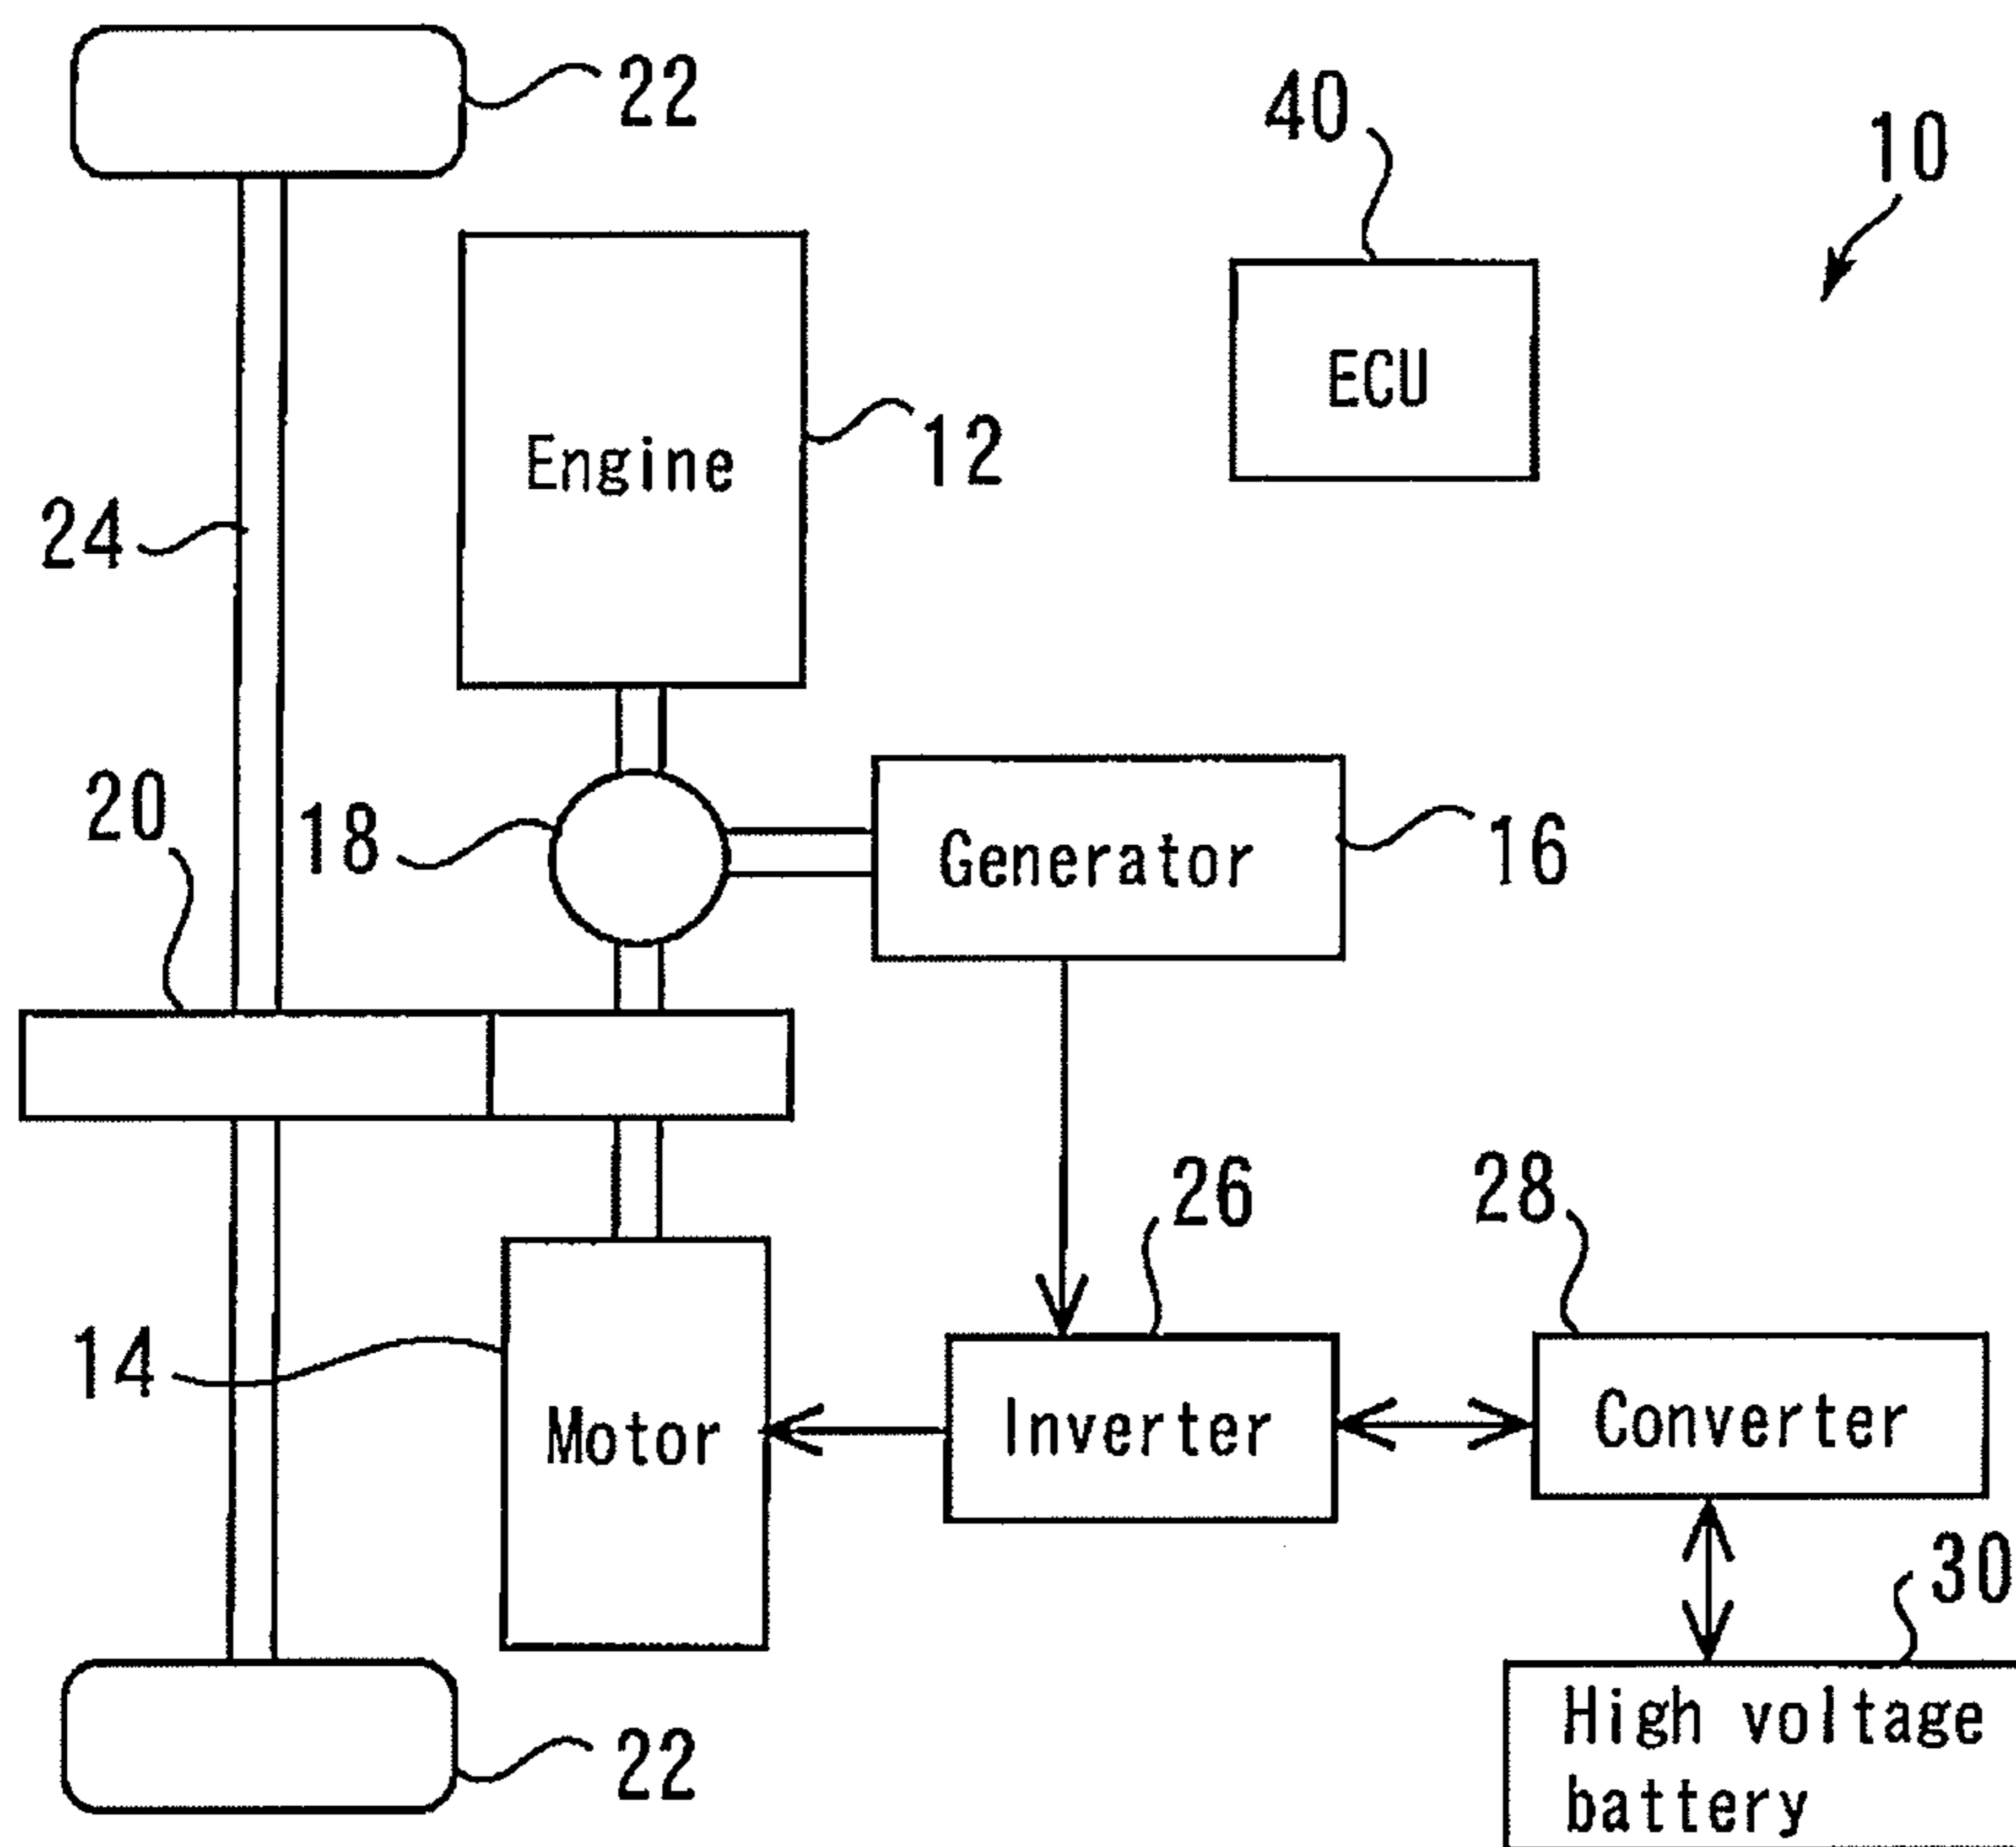 22
40
10
ECU
Engine
12
24
20
18
Generator
16
26
28
14
Motor
Inverter
Converter
30
High voltage
battery
22